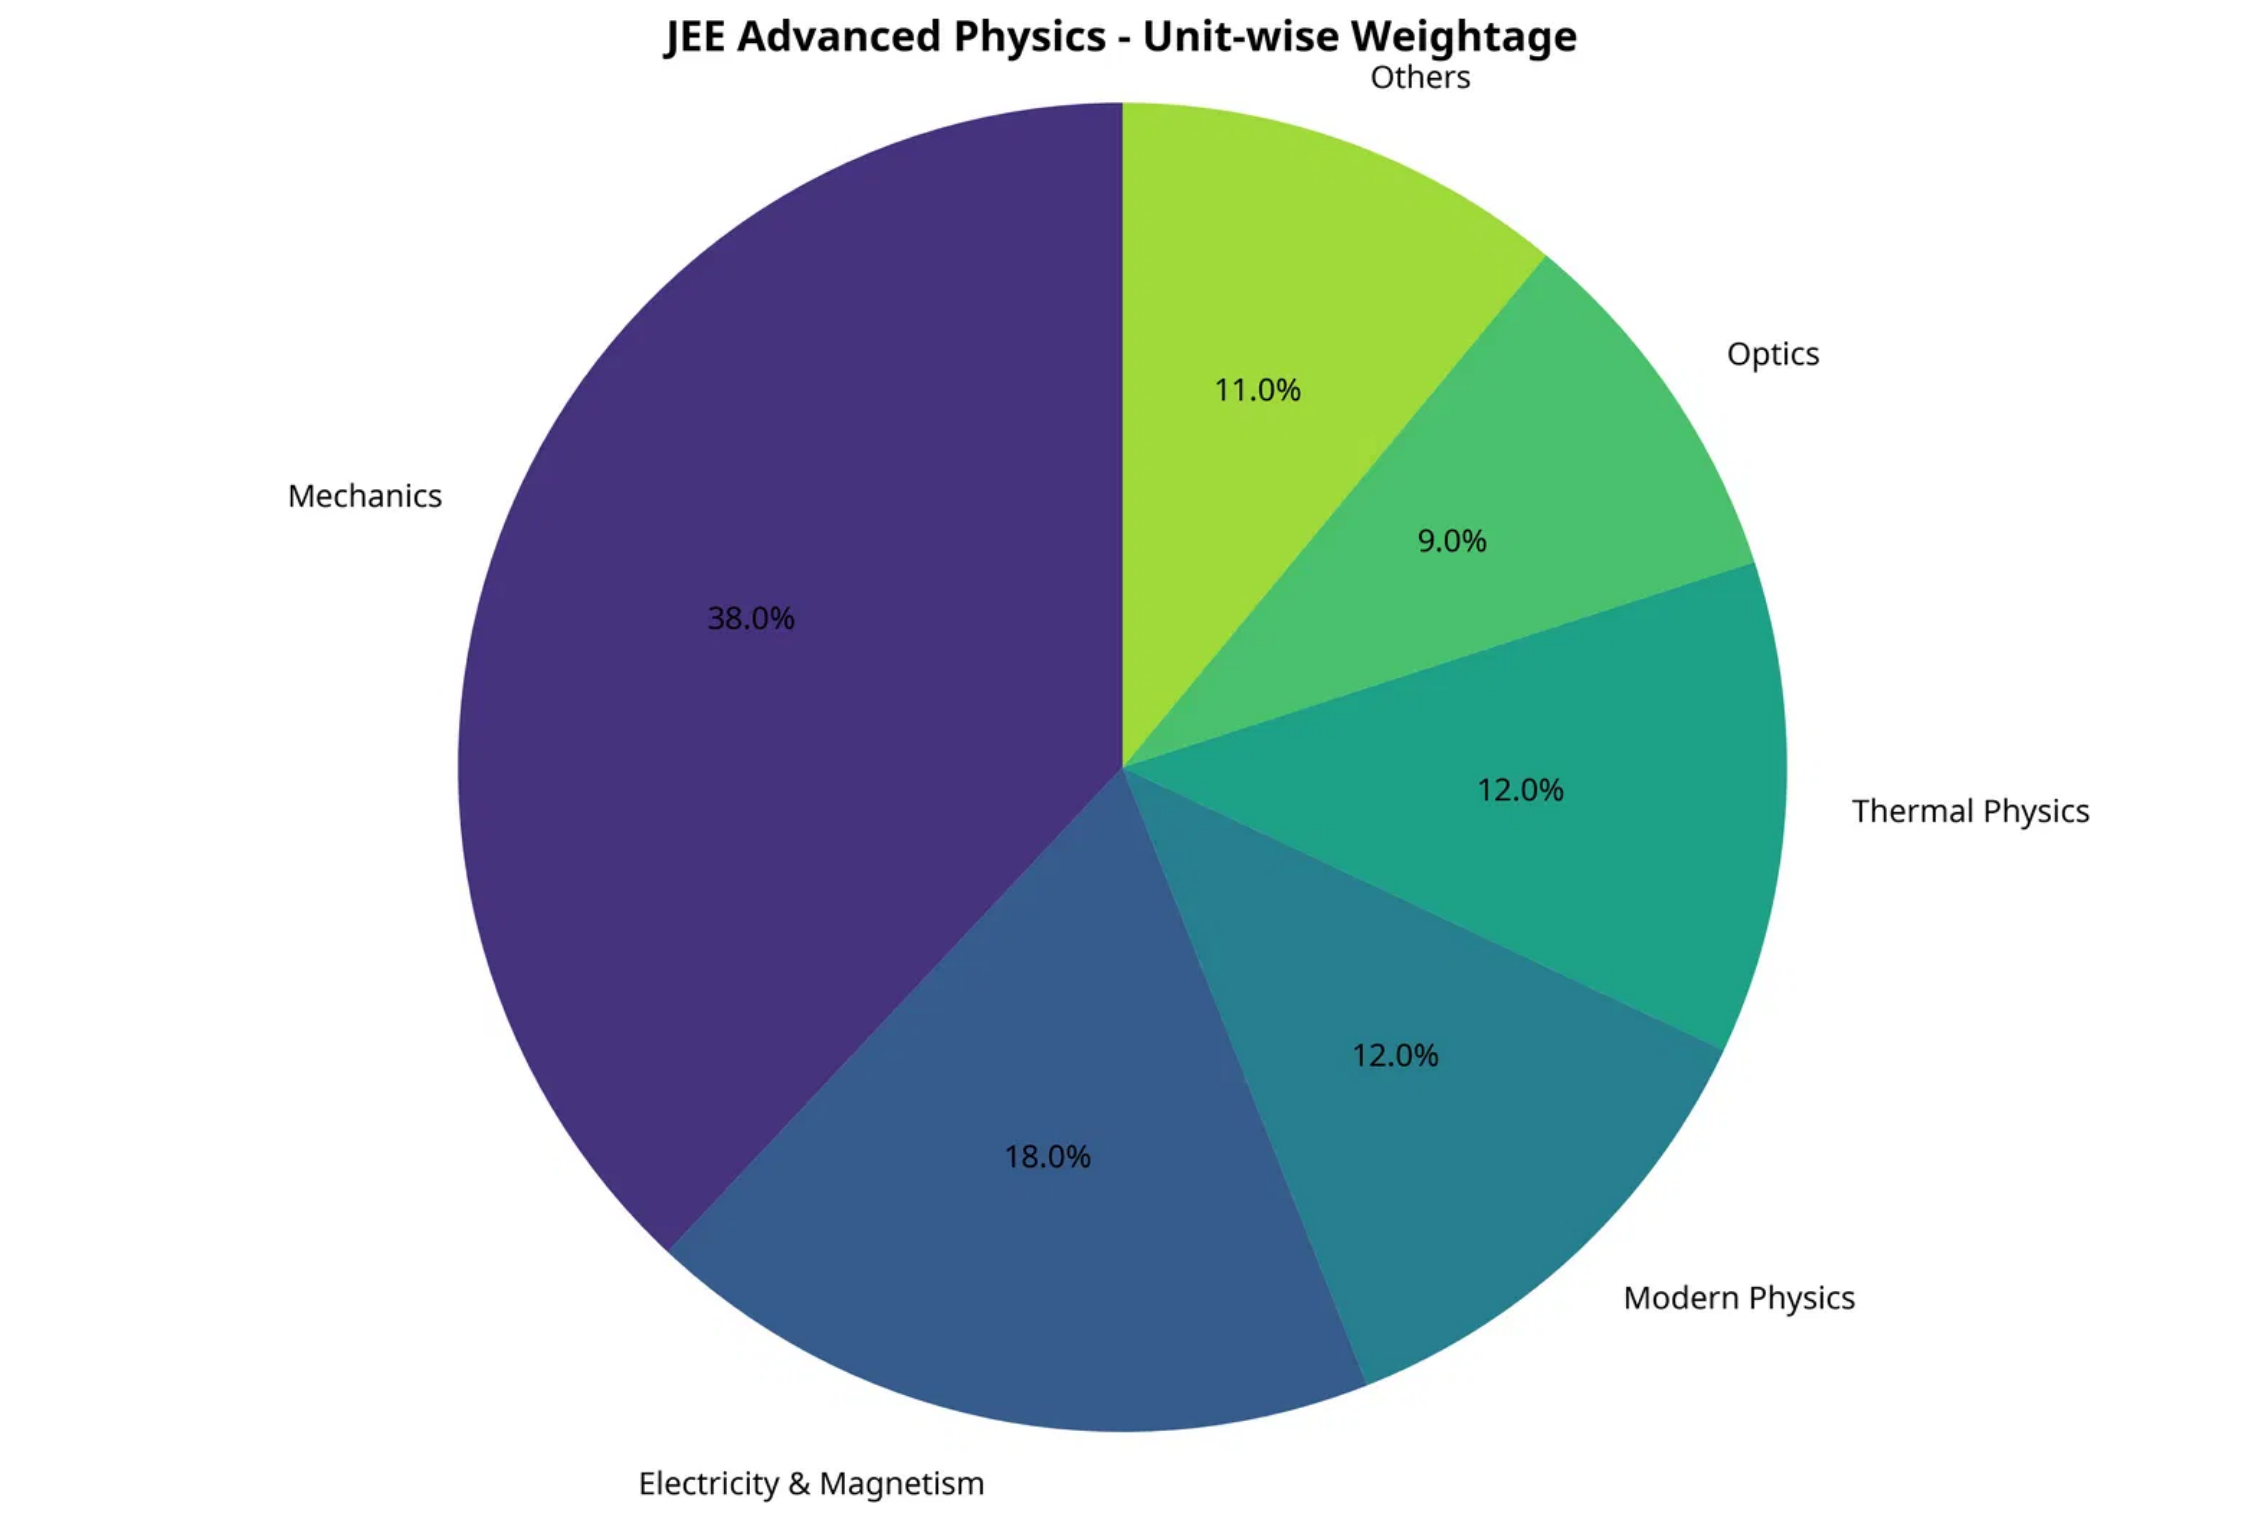 JEE Advanced Physics - Unit-wise Weightage
Others
11.0%
Optics
9.0%
Mechanics
38.0%
12.0%
Thermal Physics
12.0%
18.0%
Modern Physics
Electricity & Magnetism